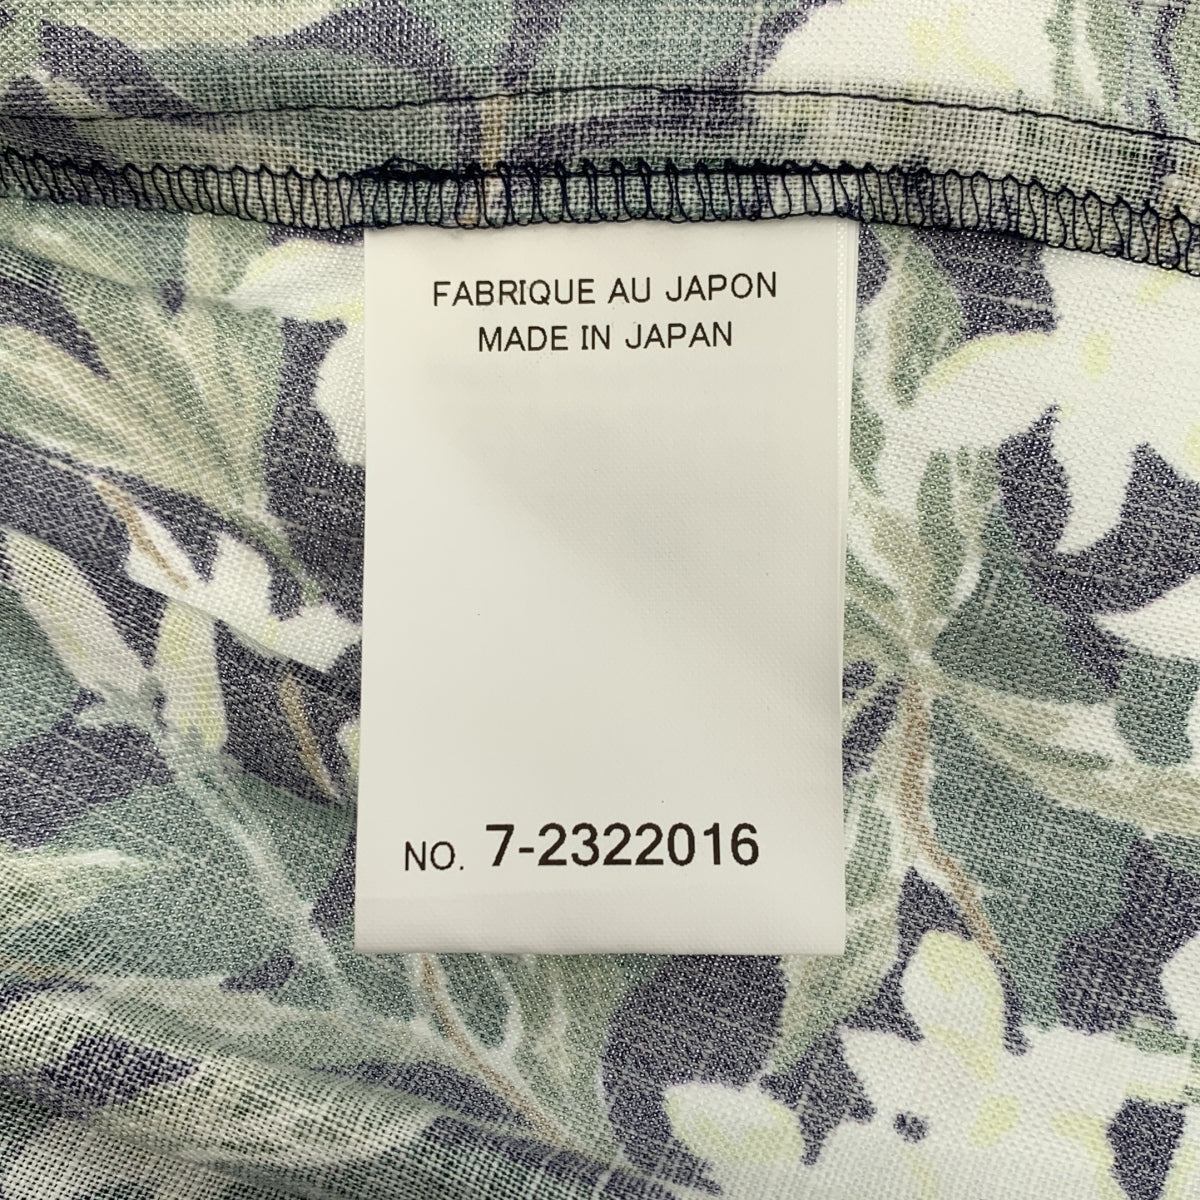 FABRIQUE AU JAPON
MADE IN JAPAN
NO. 7-2322016